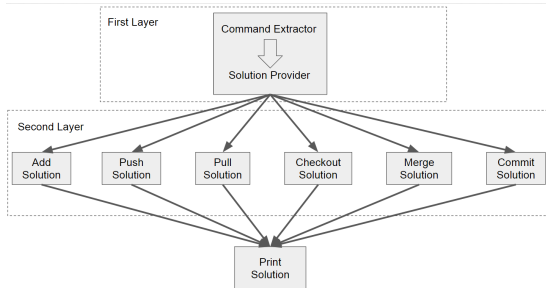 First Layer
Command Extractor
Solution Provider
Second Layer
Add
Solution
Push
Solution
Pull
Solution
Checkout
Solution
Merge
Solution
Commit
Solution
Print
Solution